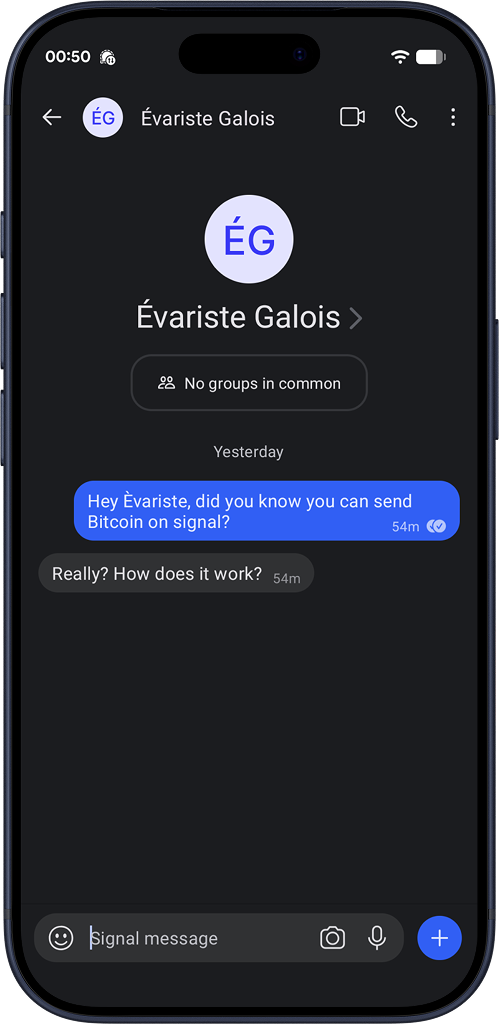 00:50
ÉG
Évariste Galois
ÉG
Évariste Galois
No groups in common
Yesterday
Hey Èvariste, did you know you can send
Bitcoin on signal?
54m
Really? How does it work?
54m
Signal message